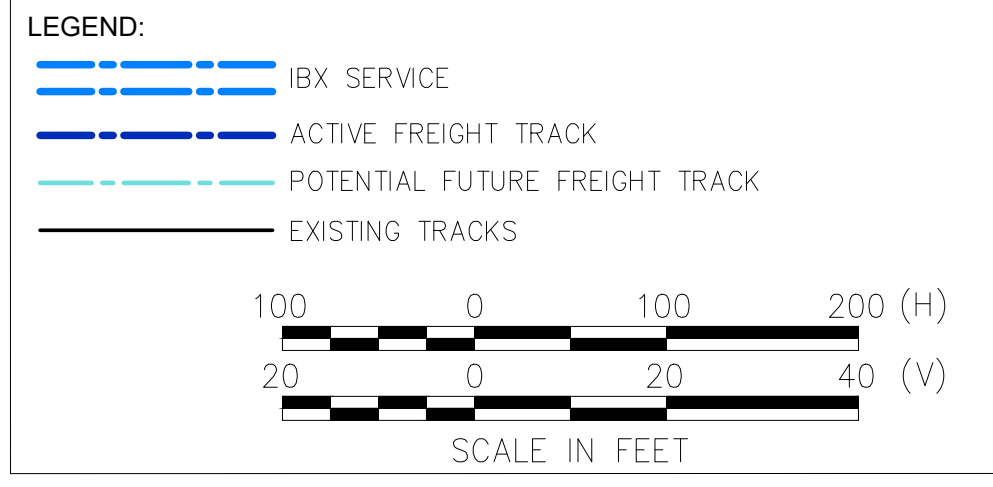 LEGEND:
IBX SERVICE
ACTIVE FREIGHT TRACK
POTENTIAL FUTURE FREIGHT TRACK
EXISTING TRACKS
100 0 100 200 (H)
20 0 20 40 (V)
SCALE IN FEET